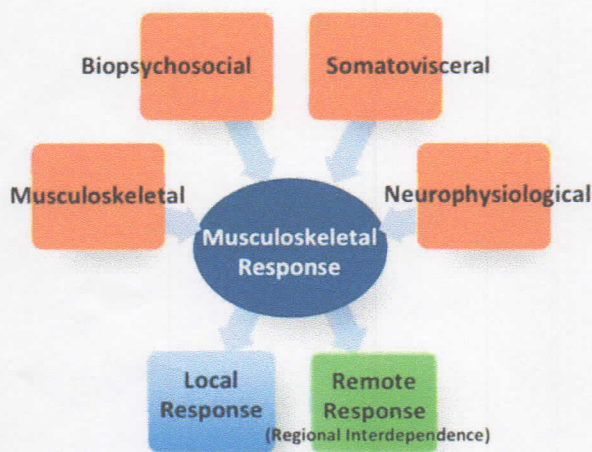 Biopsychosocial
Somatovisceral
Musculoskeletal
Neurophysiological
Musculoskeletal
Response
Local
Response
Remote
Response
(Regional Interdependence)